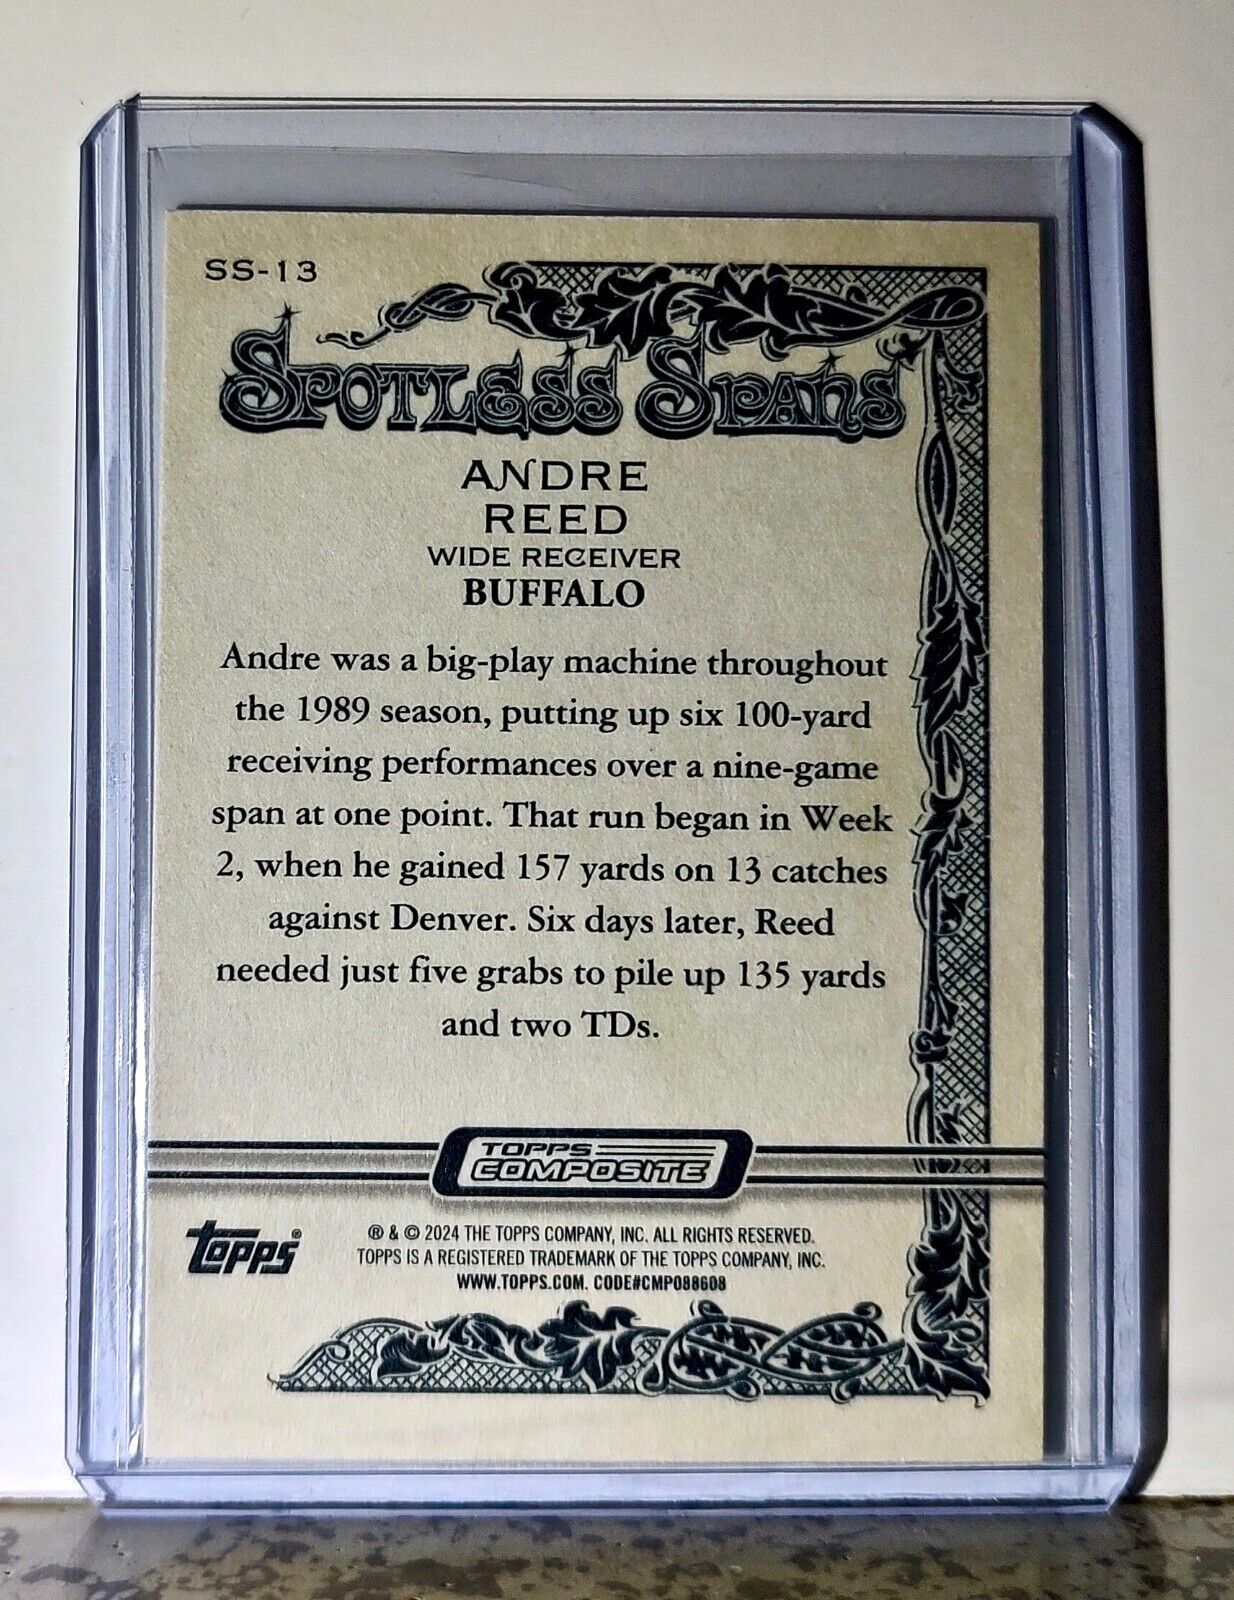 SS-13
SPOTLESS SPANS
ANDRE
REED
WIDE RECEIVER
BUFFALO
Andre was a big-play machine throughout
the 1989 season, putting up six 100-yard
receiving performances over a nine-game
span at one point. That run began in Week
2, when he gained 157 yards on 13 catches
against Denver. Six days later, Reed
needed just five grabs to pile up 135 yards
and two TDs.
TOPPS
COMPOSITE
topps®
® & © 2024 THE TOPPS COMPANY, INC. ALL RIGHTS RESERVED.
TOPPS IS A REGISTERED TRADEMARK OF THE TOPPS COMPANY, INC.
WWW.TOPPS.COM. CODE#CMP088608